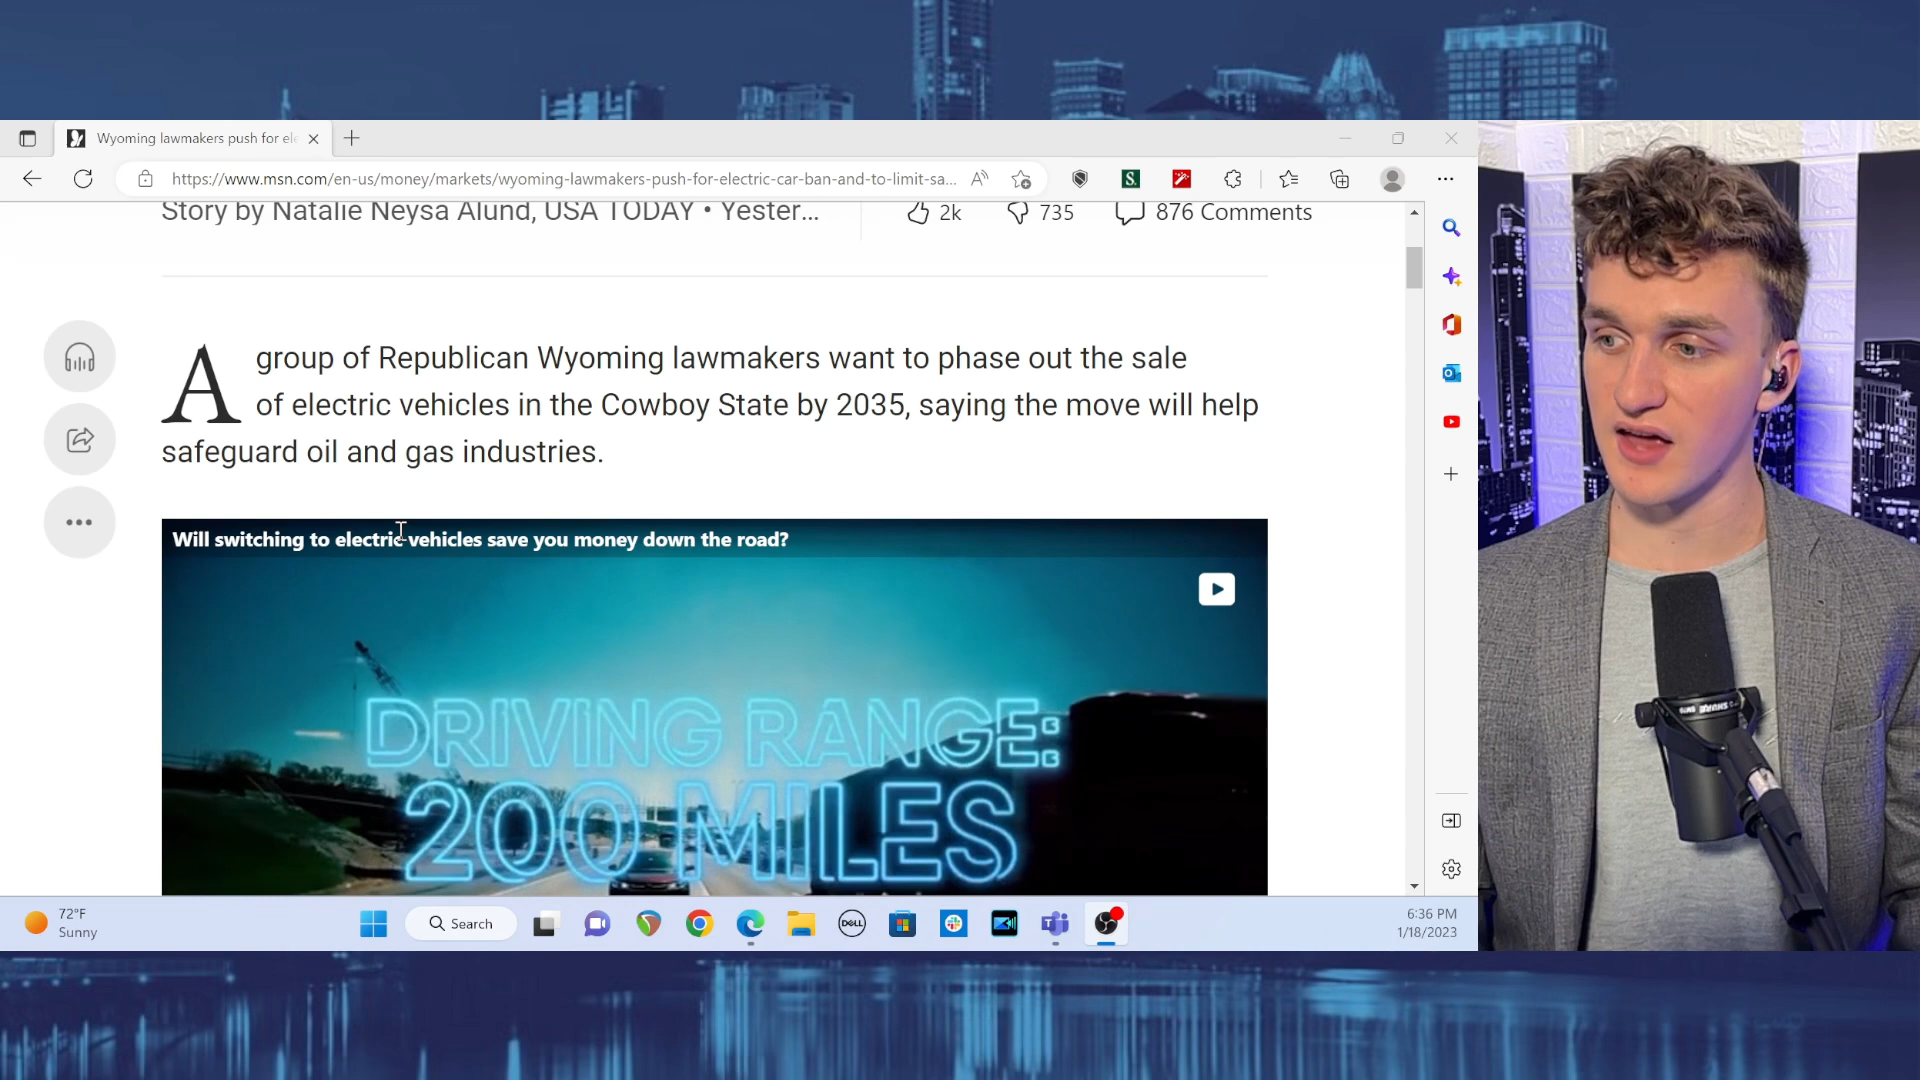 Wyoming lawmakers push for ele
https://www.msn.com/en-us/money/markets/wyoming-lawmakers-push-for-electric-car-ban-and-to-limit-sa...
Story by Natalie Neysa Alund, USA TODAY • Yester...
2k
735
876 Comments
A group of Republican Wyoming lawmakers want to phase out the sale
of electric vehicles in the Cowboy State by 2035, saying the move will help
safeguard oil and gas industries.
Will switching to electric vehicles save you money down the road?
DRIVING RANGE:
200 MILES
SHURE SM7B
72°F
Sunny
Search
DELL
6:36 PM
1/18/2023